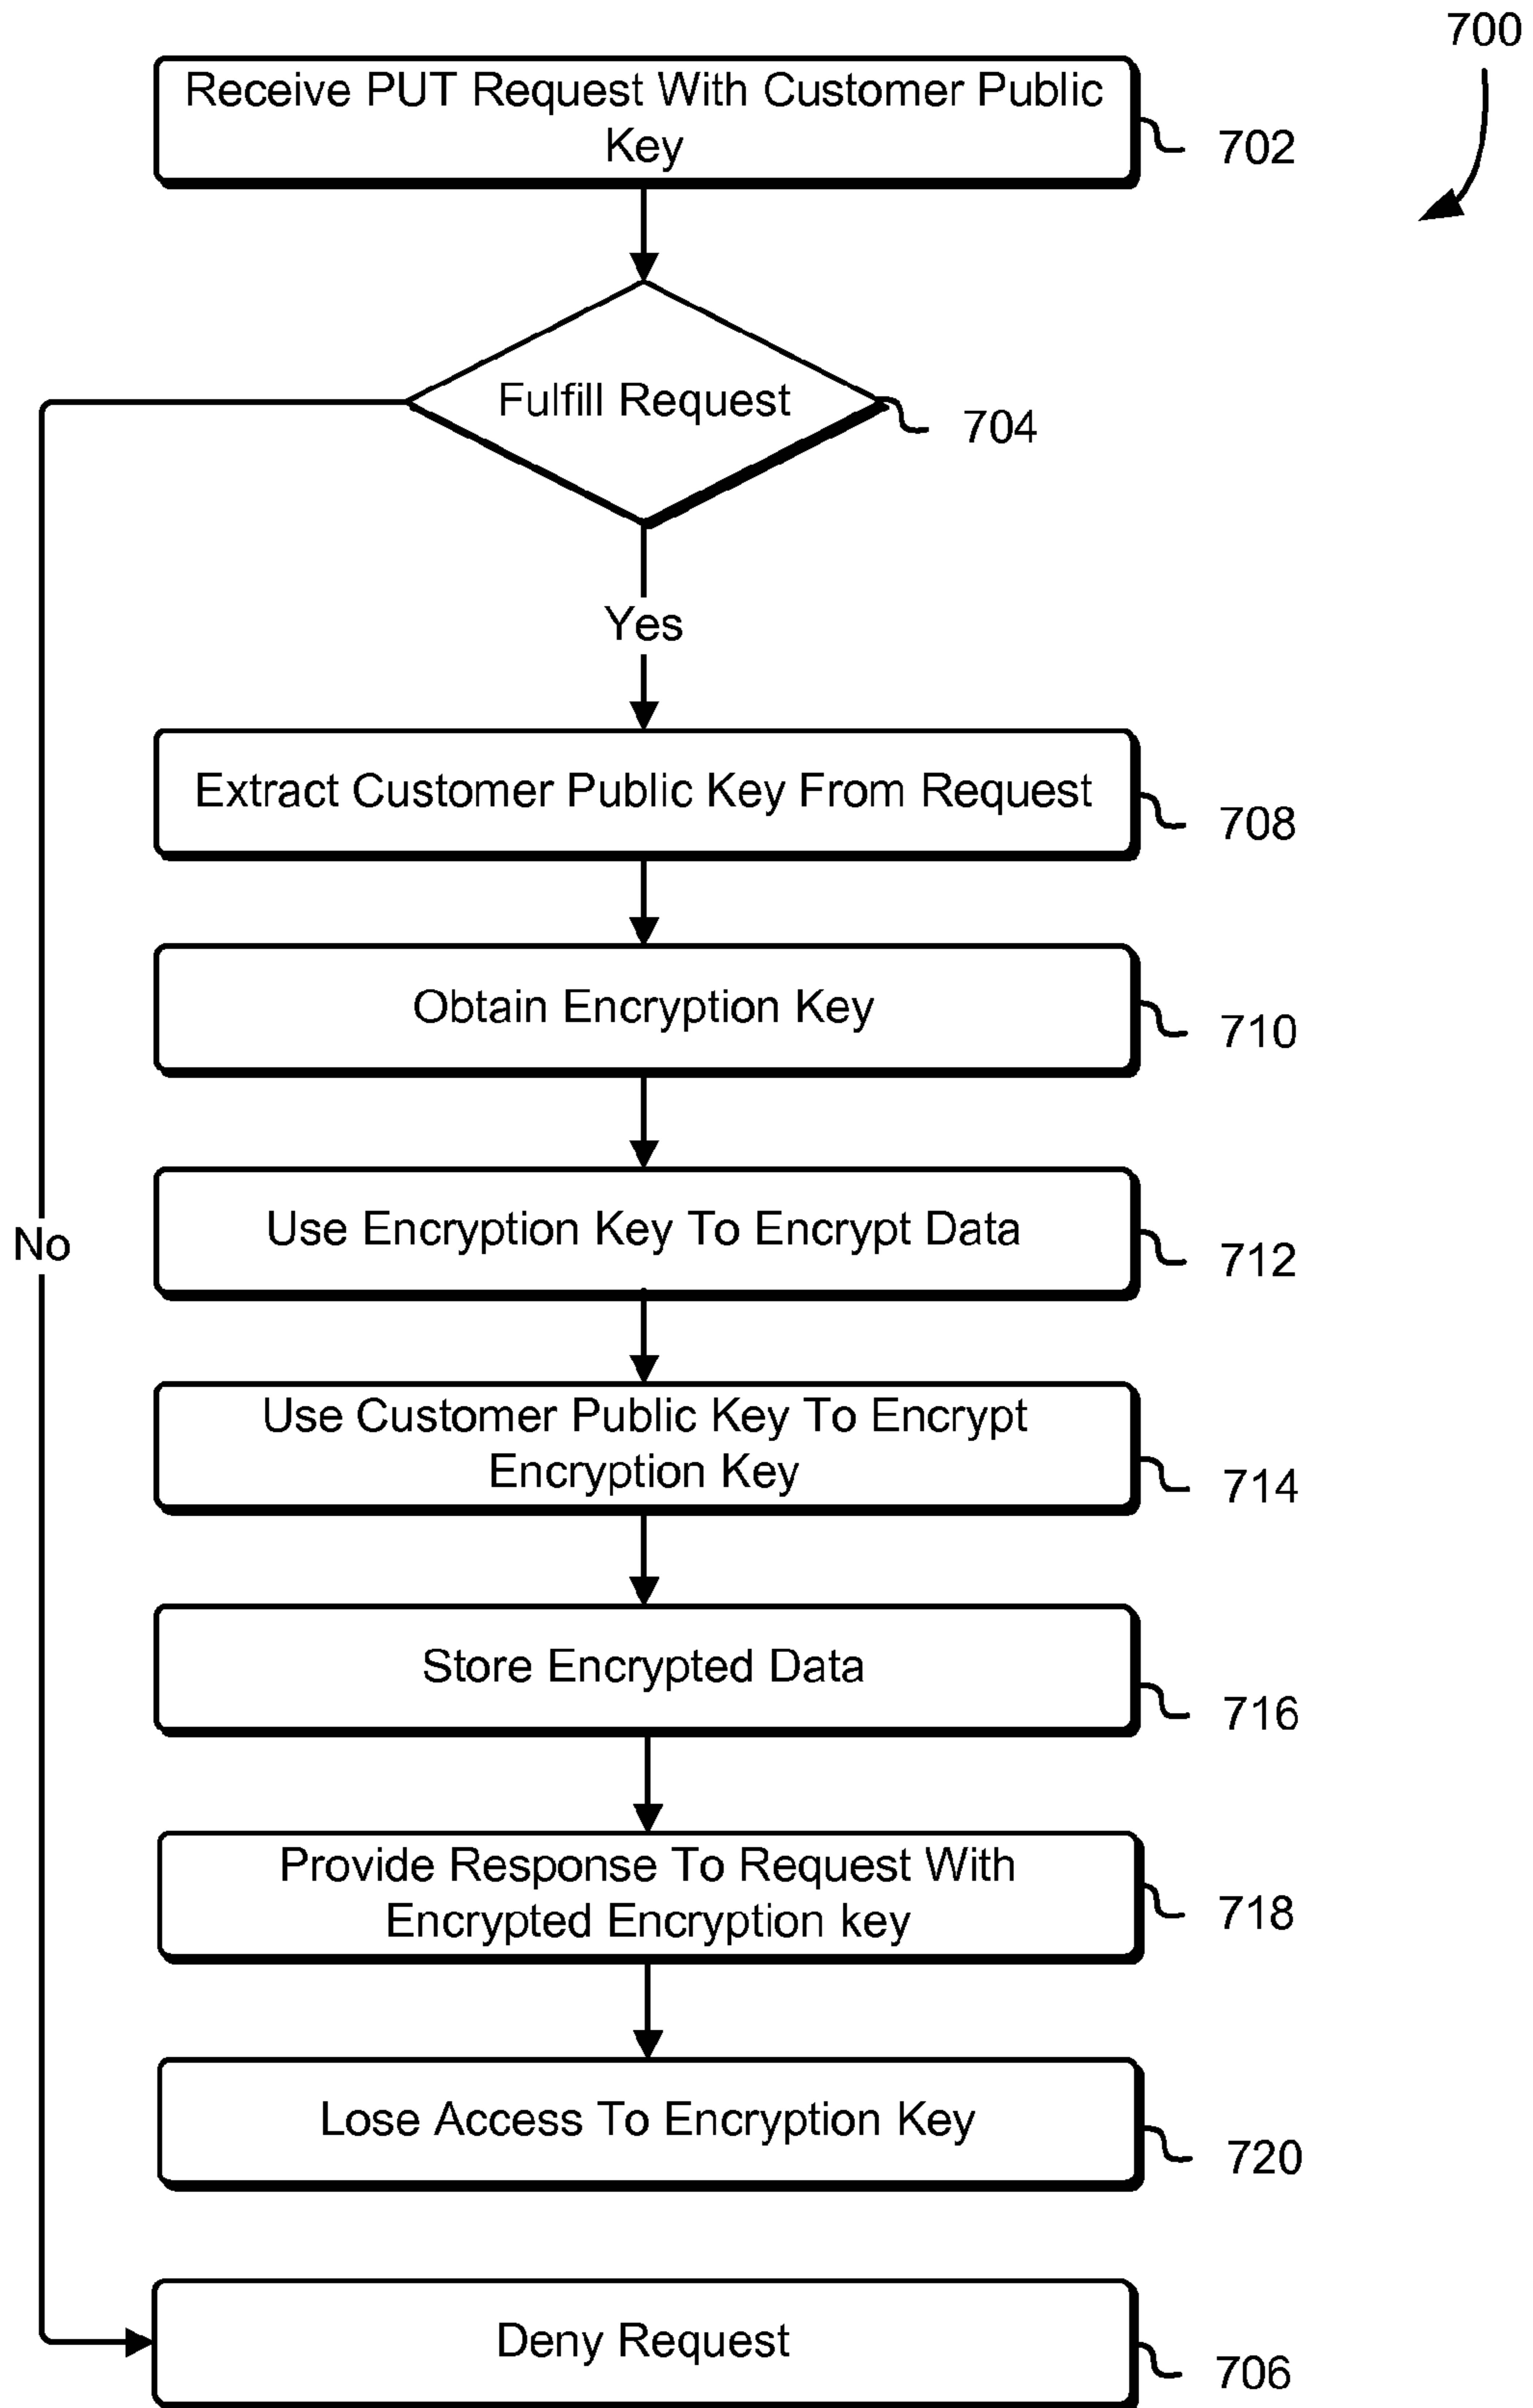 700
Receive PUT Request With Customer Public
Key
702
Fulfill Request
704
Yes
Extract Customer Public Key From Request
708
Obtain Encryption Key
710
No
Use Encryption Key To Encrypt Data
712
Use Customer Public Key To Encrypt
Encryption Key
714
Store Encrypted Data
716
Provide Response To Request With
Encrypted Encryption key
718
Lose Access To Encryption Key
720
Deny Request
706